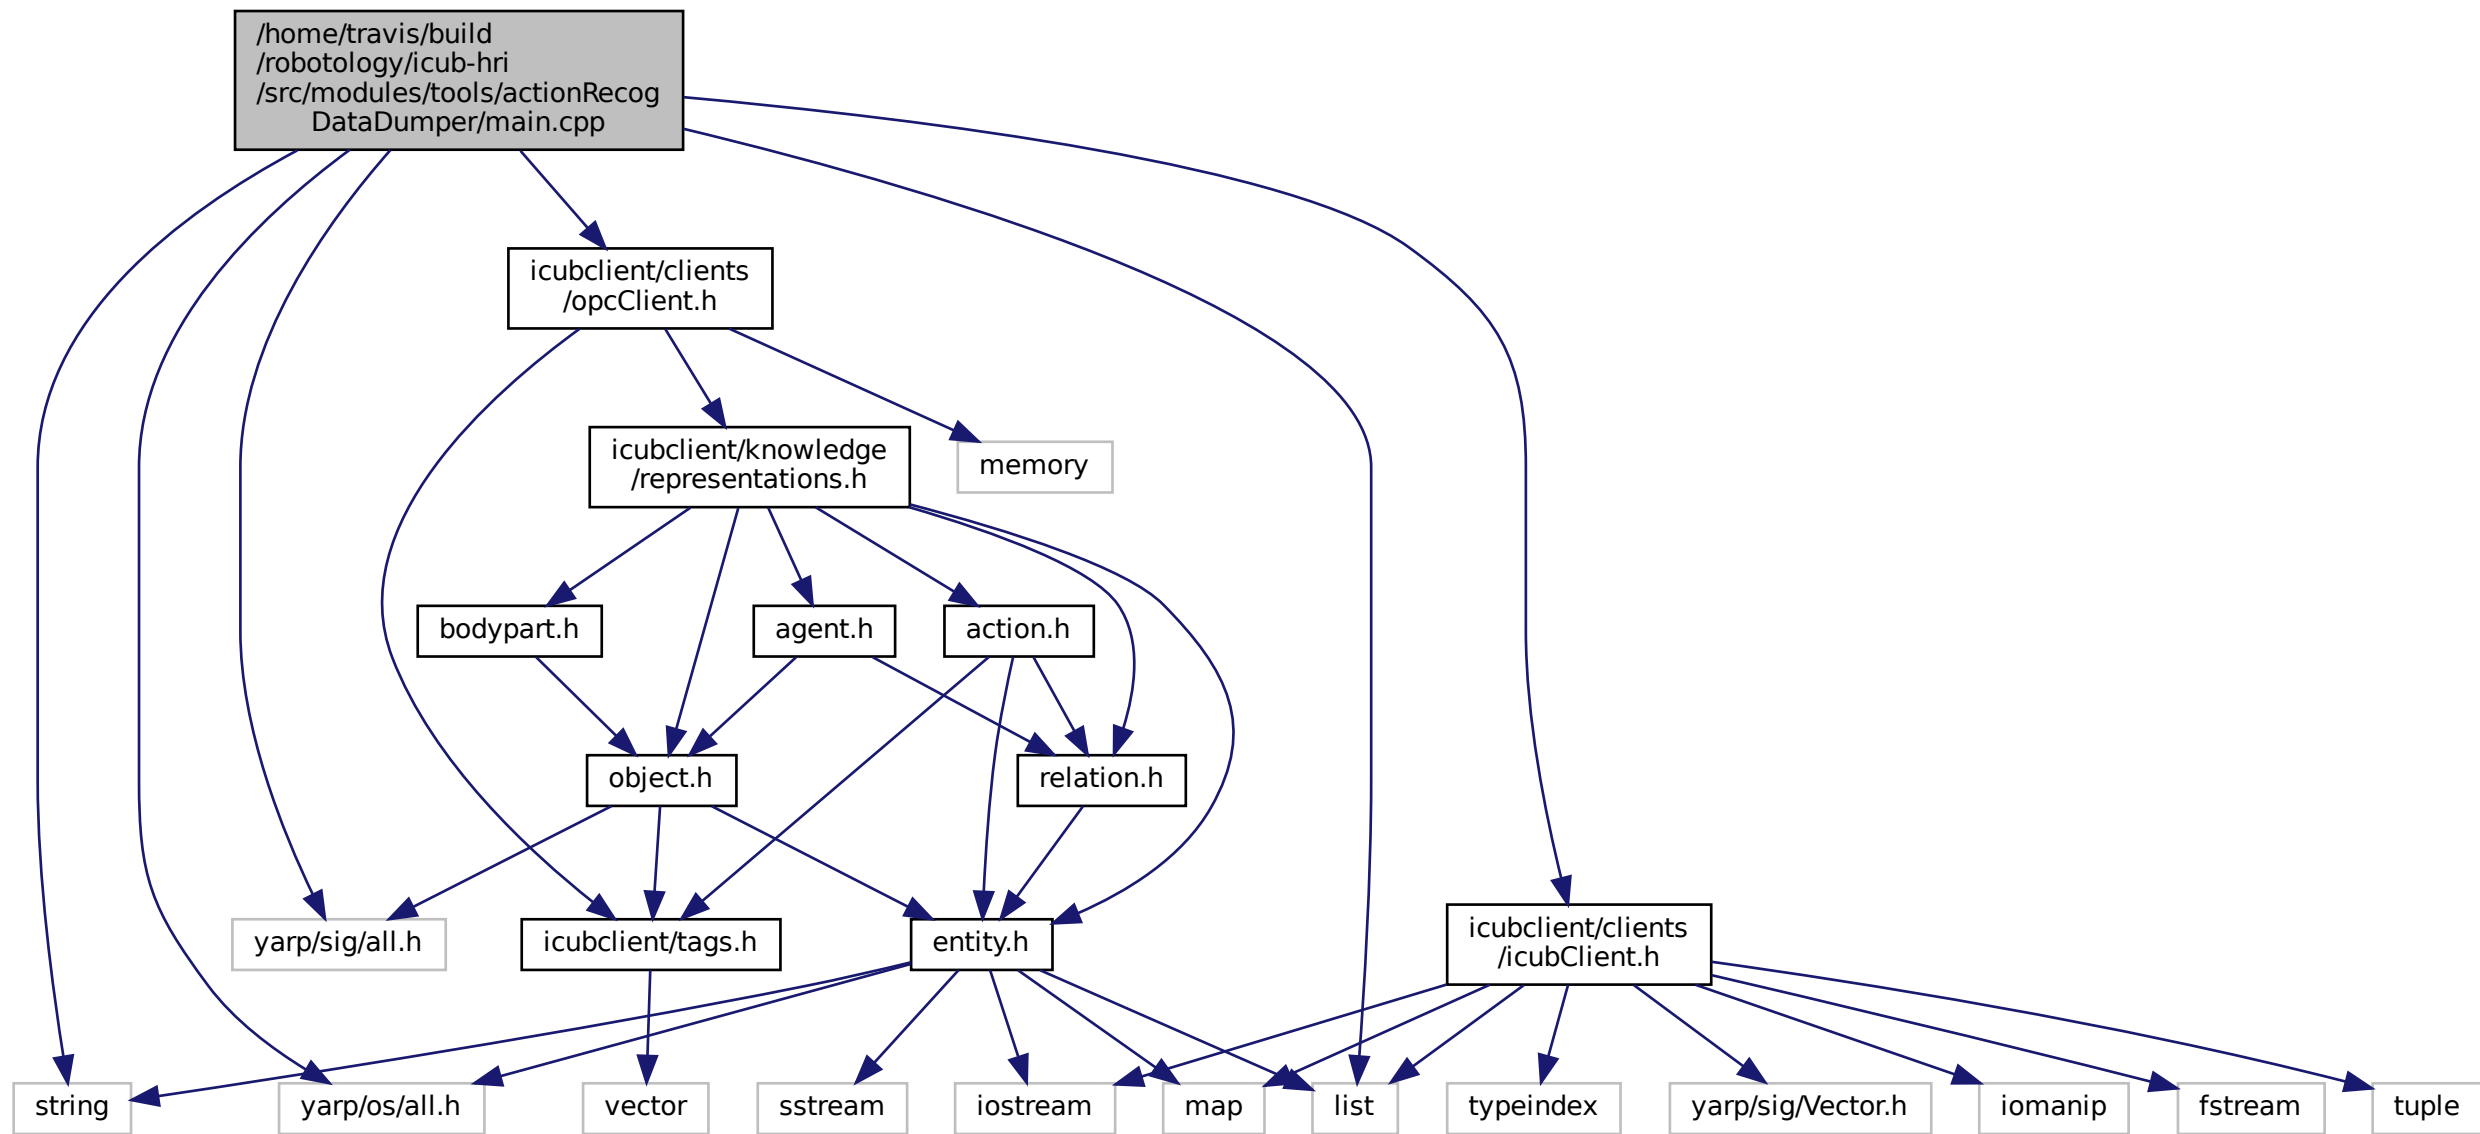 /home/travis/build
/robotology/icub-hri
/src/modules/tools/actionRecog
DataDumper/main.cpp
icubclient/clients
/opcClient.h
icubclient/knowledge
/representations.h
memory
bodypart.h
agent.h
action.h
object.h
relation.h
yarp/sig/all.h
icubclient/tags.h
entity.h
icubclient/clients
/icubClient.h
string
yarp/os/all.h
vector
sstream
iostream
map
list
typeindex
yarp/sig/Vector.h
iomanip
fstream
tuple